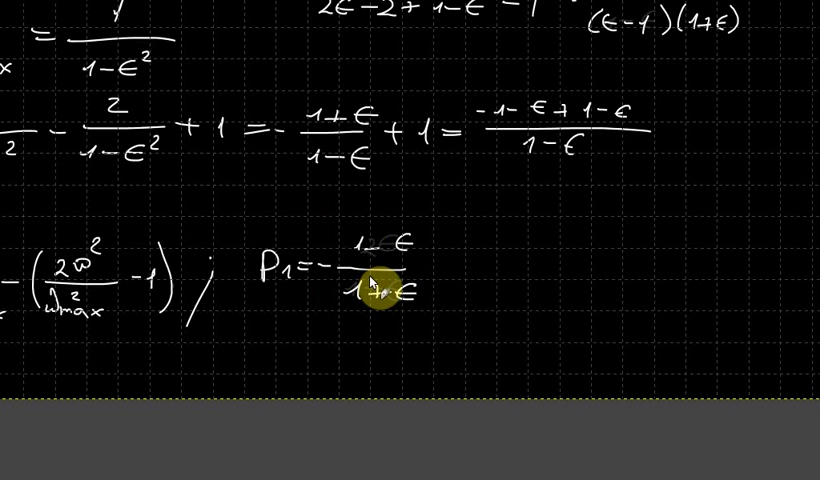 2ϵ-2+1-ϵ-1
(ϵ-1)(1+ϵ)
= 1/(1-ϵ²)
x
/2 - 2/(1-ϵ²) + 1 = - (1+ϵ)/(1-ϵ) + 1 = (-1-ϵ+1-ϵ)/(1-ϵ)
- (2ω²/ω²max - 1) / P₁ = - (1-ϵ)/(1+ϵ)